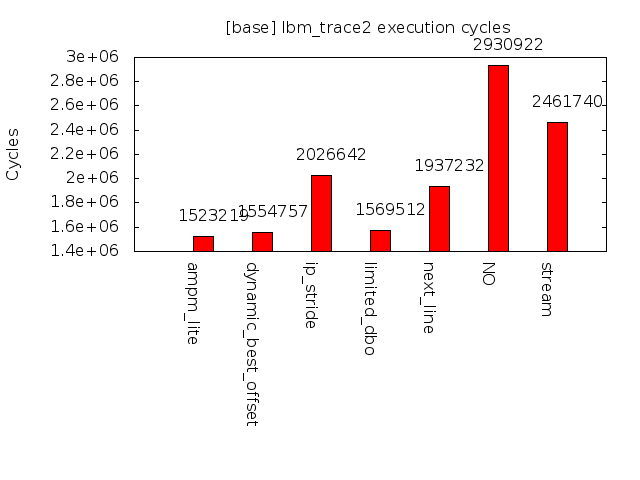 [base] lbm_trace2 execution cycles
Cycles
3e+06
2.8e+06
2.6e+06
2.4e+06
2.2e+06
2e+06
1.8e+06
1.6e+06
1.4e+06
1523219
1554757
2026642
1569512
1937232
2930922
2461740
ampm_lite
dynamic_best_offset
ip_stride
limited_dbo
next_line
NO
stream